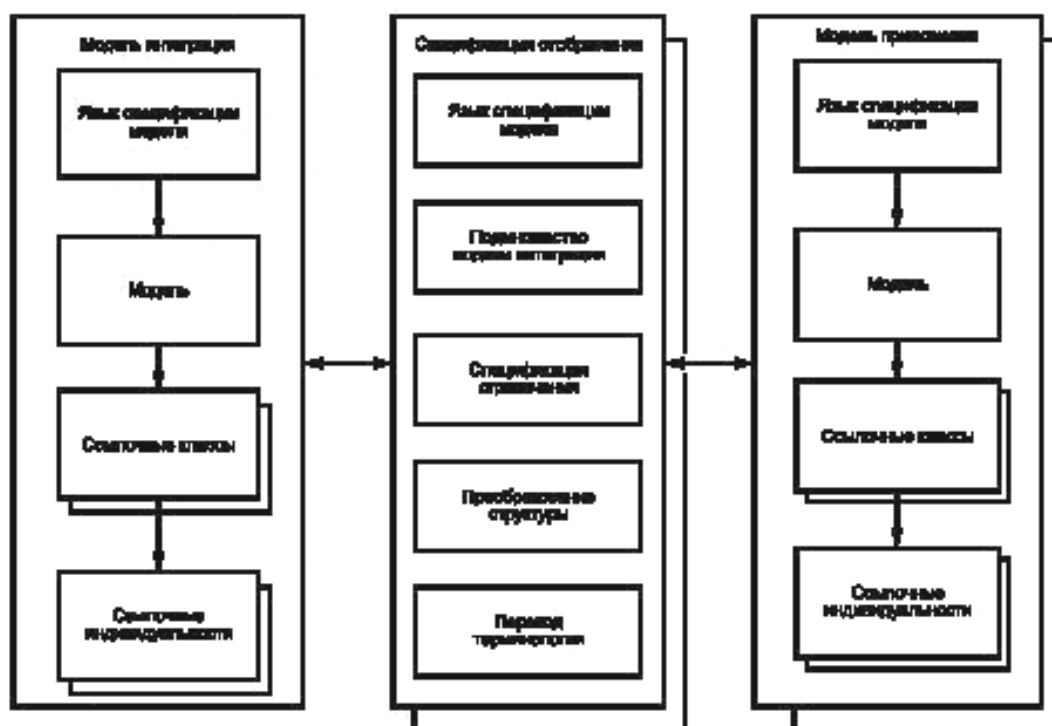 Модель интеграции
Язык спецификации
модели
Модель
Ссылочные классы
Ссылочные
индивидуальности
Спецификация отображения
Язык спецификации
модели
Подмножество
модели интеграции
Спецификация
ограничения
Преобразование
структуры
Перевод
терминологии
Модель приложения
Язык спецификации
модели
Модель
Ссылочные классы
Ссылочные
индивидуальности